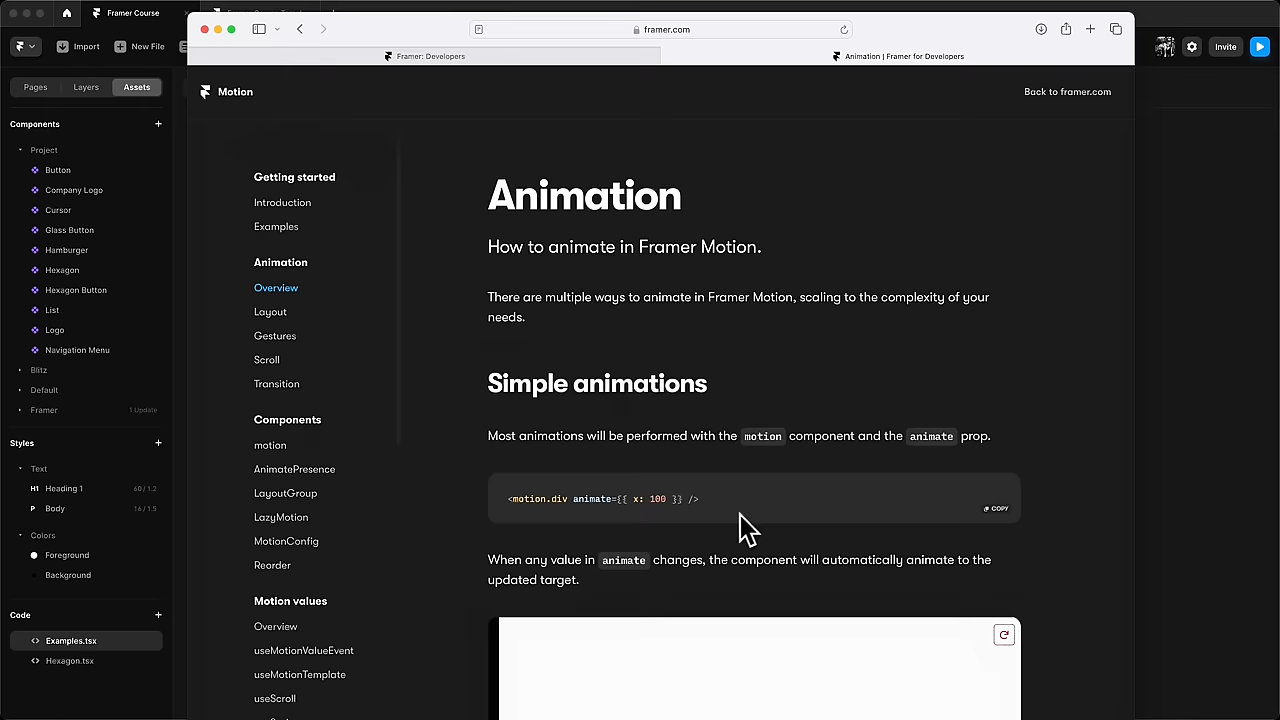 Framer Course
framer.com
Import
New File
Invite
Framer: Developers
Animation | Framer for Developers
Pages
Layers
Assets
Motion
Back to framer.com
Components
Project
Button
Company Logo
Cursor
Glass Button
Hamburger
Hexagon
Hexagon Button
List
Logo
Navigation Menu
Blitz
Default
Framer
1 Update
Styles
Text
H1 Heading 1 60 / 1.2
P Body 16 / 1.5
Colors
Foreground
Background
Code
Examples.tsx
Hexagon.tsx
Getting started
Introduction
Examples
Animation
Overview
Layout
Gestures
Scroll
Transition
Components
motion
AnimatePresence
LayoutGroup
LazyMotion
MotionConfig
Reorder
Motion values
Overview
useMotionValueEvent
useMotionTemplate
useScroll
Animation
How to animate in Framer Motion.
There are multiple ways to animate in Framer Motion, scaling to the complexity of your
needs.
Simple animations
Most animations will be performed with the motion component and the animate prop.
<motion.div animate={{ x: 100 }} />
COPY
When any value in animate changes, the component will automatically animate to the
updated target.